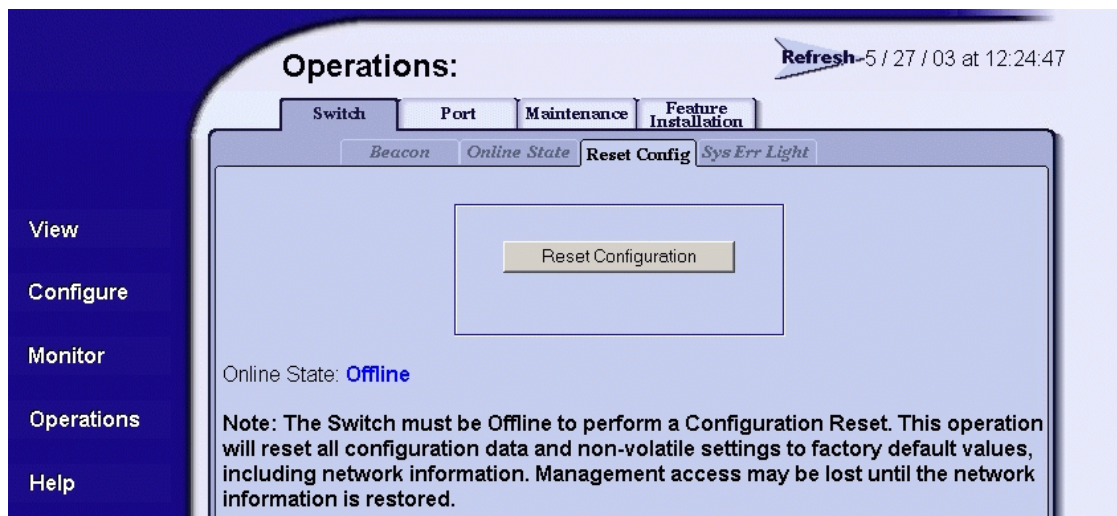 Operations:
Refresh-5 / 27 / 03 at 12:24:47
Switch
Port
Maintenance
Feature
Installation
Beacon
Online State
Reset Config
Sys Err Light
View
Configure
Monitor
Operations
Help
Reset Configuration
Online State: Offline
Note: The Switch must be Offline to perform a Configuration Reset. This operation
will reset all configuration data and non-volatile settings to factory default values,
including network information. Management access may be lost until the network
information is restored.